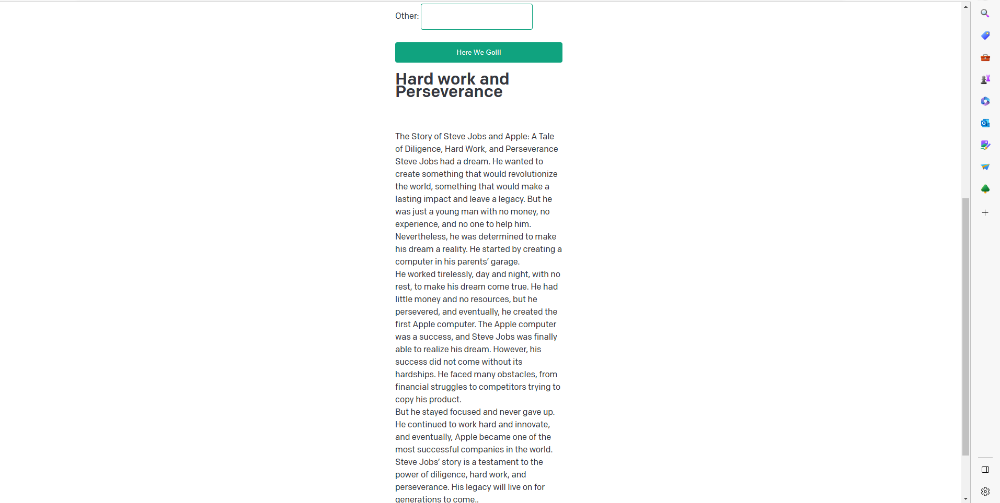 Other:
Here We Go!!!
Hard work and
Perseverance
The Story of Steve Jobs and Apple: A Tale
of Diligence, Hard Work, and Perseverance
Steve Jobs had a dream. He wanted to
create something that would revolutionize
the world, something that would make a
lasting impact and leave a legacy. But he
was just a young man with no money, no
experience, and no one to help him.
Nevertheless, he was determined to make
his dream a reality. He started by creating a
computer in his parents’ garage.
He worked tirelessly, day and night, with no
rest, to make his dream come true. He had
little money and no resources, but he
persevered, and eventually, he created the
first Apple computer. The Apple computer
was a success, and Steve Jobs was finally
able to realize his dream. However, his
success did not come without its
hardships. He faced many obstacles, from
financial struggles to competitors trying to
copy his product.
But he stayed focused and never gave up.
He continued to work hard and innovate,
and eventually, Apple became one of the
most successful companies in the world.
Steve Jobs’ story is a testament to the
power of diligence, hard work, and
perseverance. His legacy will live on for
generations to come..